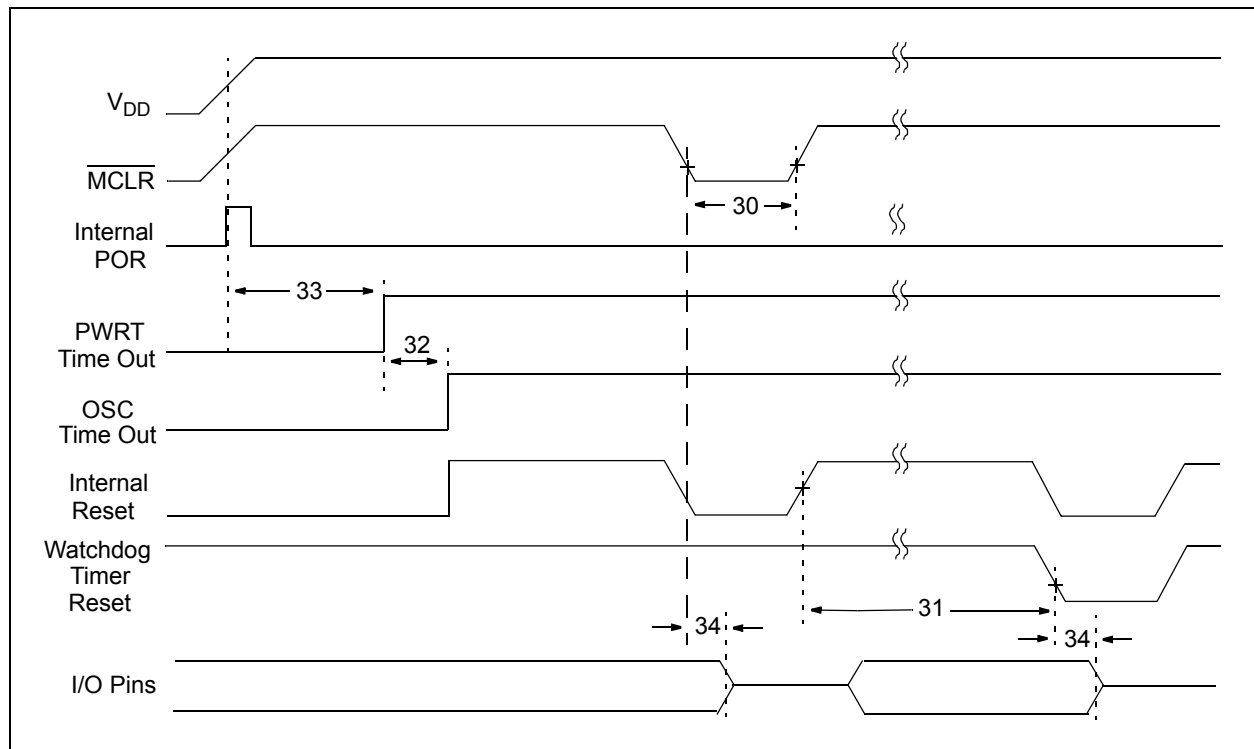 VDD
MCLR
30
Internal
POR
33
PWRT
Time Out
32
OSC
Time Out
Internal
Reset
Watchdog
Timer
Reset
31
34
34
I/O Pins